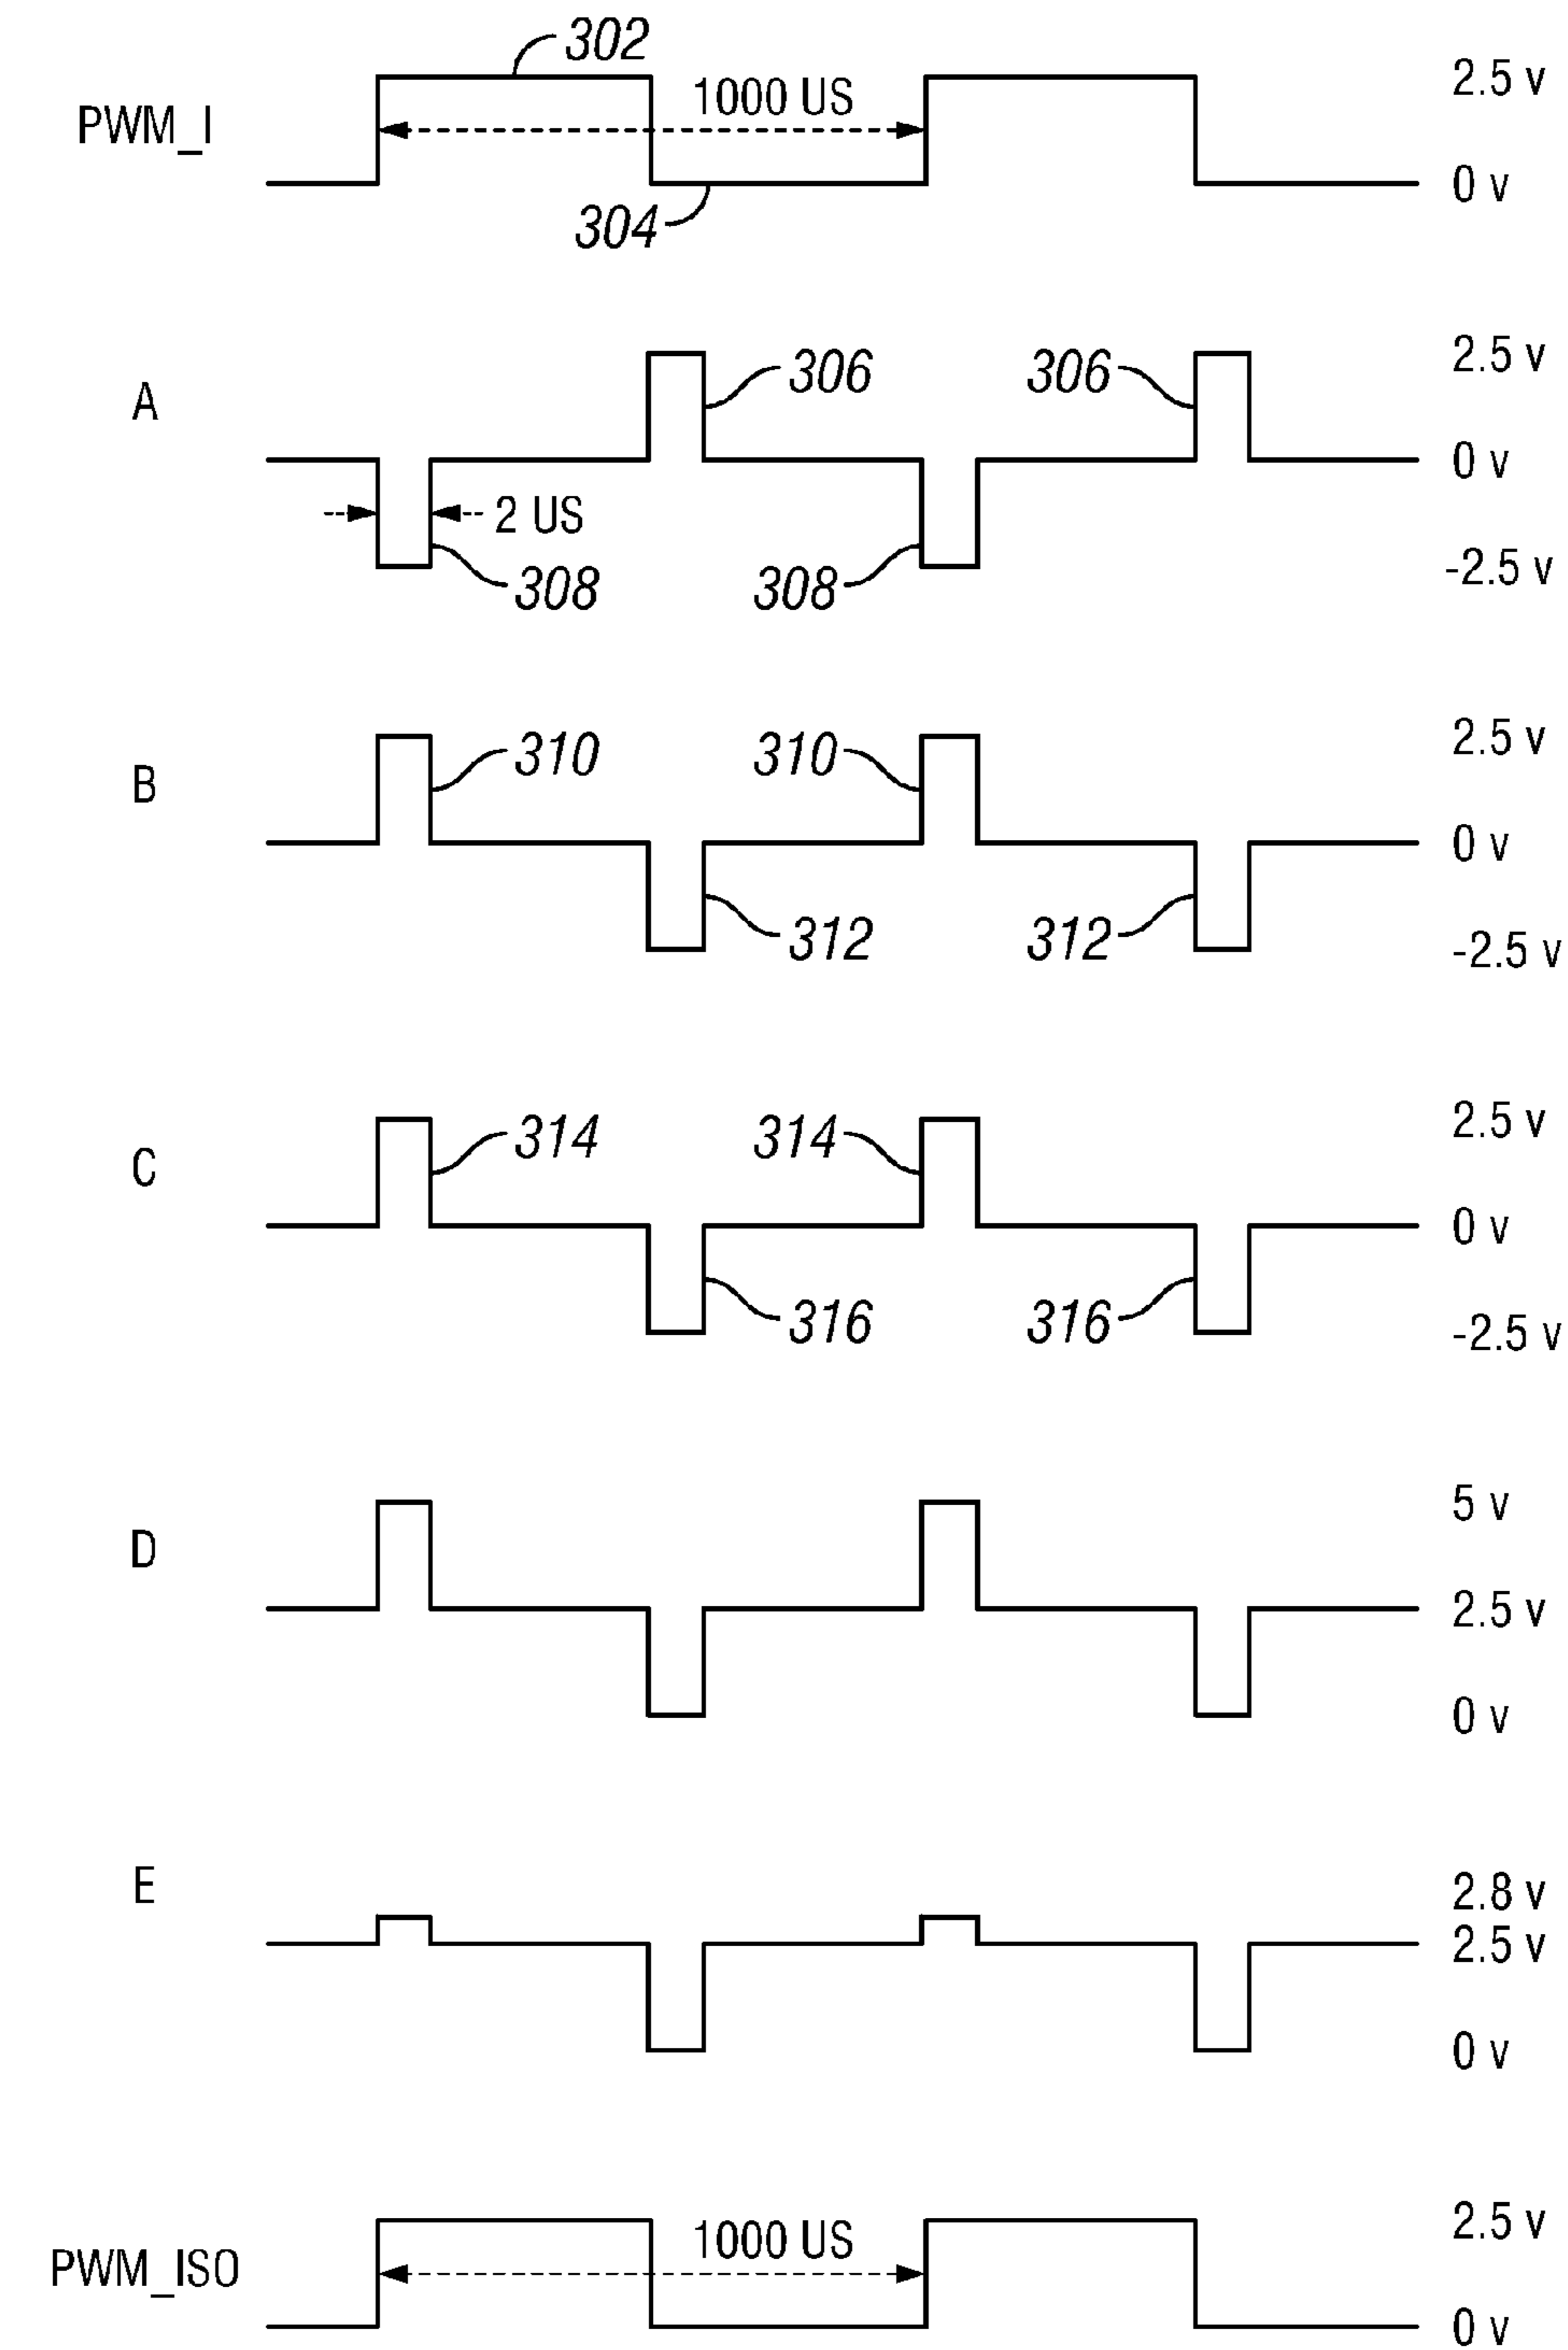 302
2.5 v
1000 US
PWM_I
0 v
304
2.5 v
306 306
A
0 v
2 US
308 308
-2.5 v
2.5 v
310 310
B
0 v
312 312
-2.5 v
2.5 v
314 314
C
0 v
316 316
-2.5 v
5 v
D
2.5 v
0 v
E
2.8 v
2.5 v
0 v
2.5 v
1000 US
PWM_ISO
0 v